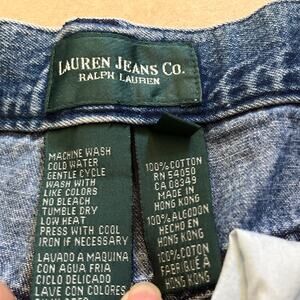 LAUREN JEANS CO.
RALPH LAUREN
MACHINE WASH
COLD WATER
GENTLE CYCLE
WASH WITH
LIKE COLORS
NO BLEACH
TUMBLE DRY
LOW HEAT
PRESS WITH COOL
IRON IF NECESSARY
LAVADO A MAQUINA
CON AGUA FRIA
CICLO DELICADO
LAVE CON COLORES
100% COTTON
RN 54050
CA 08349
MADE IN
HONG KONG
100% ALGODON
HECHO EN
HONG KONG
100% COTON
FABRIQUÉ À
HONG KONG